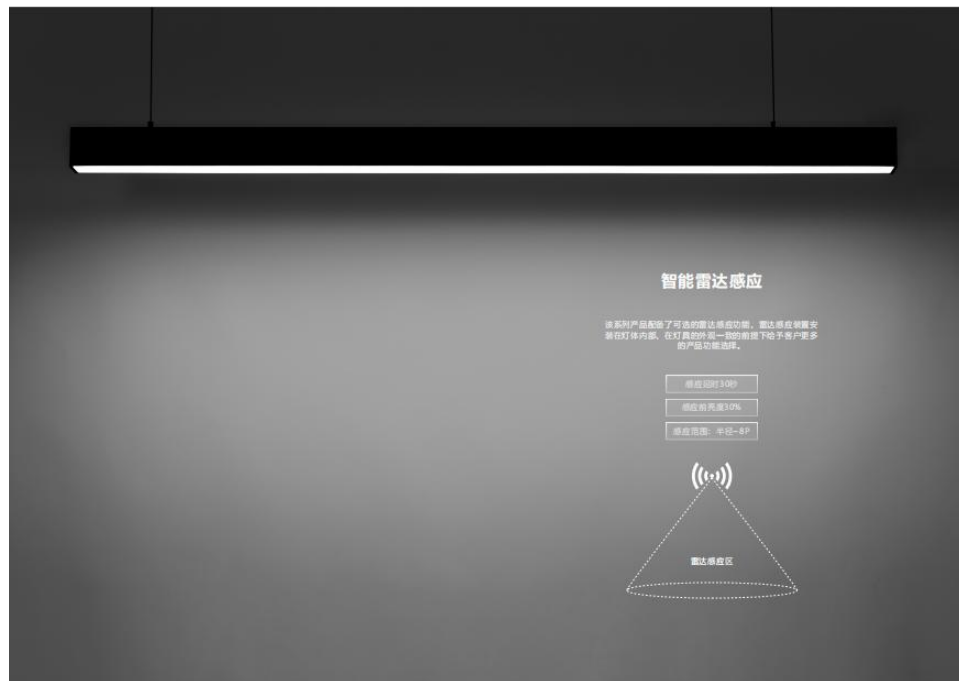 智能雷达感应
该系列产品配备了可选的雷达感应功能，雷达感应装置安
装在灯体内部，在灯具的外观一致的前提下给予客户更多
的产品功能选择。
感应延时30秒
感应前亮度30%
感应范围：半径~8P
雷达感应区